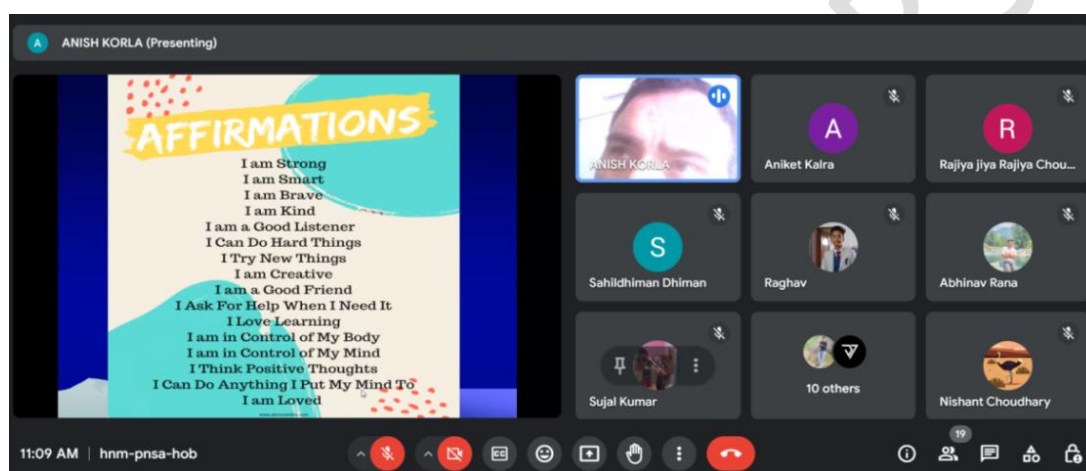 A
ANISH KORLA (Presenting)
AFFIRMATIONS
I am Strong
I am Smart
I am Brave
I am Kind
I am a Good Listener
I Can Do Hard Things
I Try New Things
I am Creative
I am a Good Friend
I Ask For Help When I Need It
I Love Learning
I am in Control of My Body
I am in Control of My Mind
I Think Positive Thoughts
I Can Do Anything I Put My Mind To
I am Loved
ANISH KORLA
A
Aniket Kalra
R
Rajiya jiya Rajiya Chou...
S
Sahildhiman Dhiman
Raghav
Abhinav Rana
Sujal Kumar
10 others
Nishant Choudhary
11:09 AM | hnm-pnsa-hob
CC
19